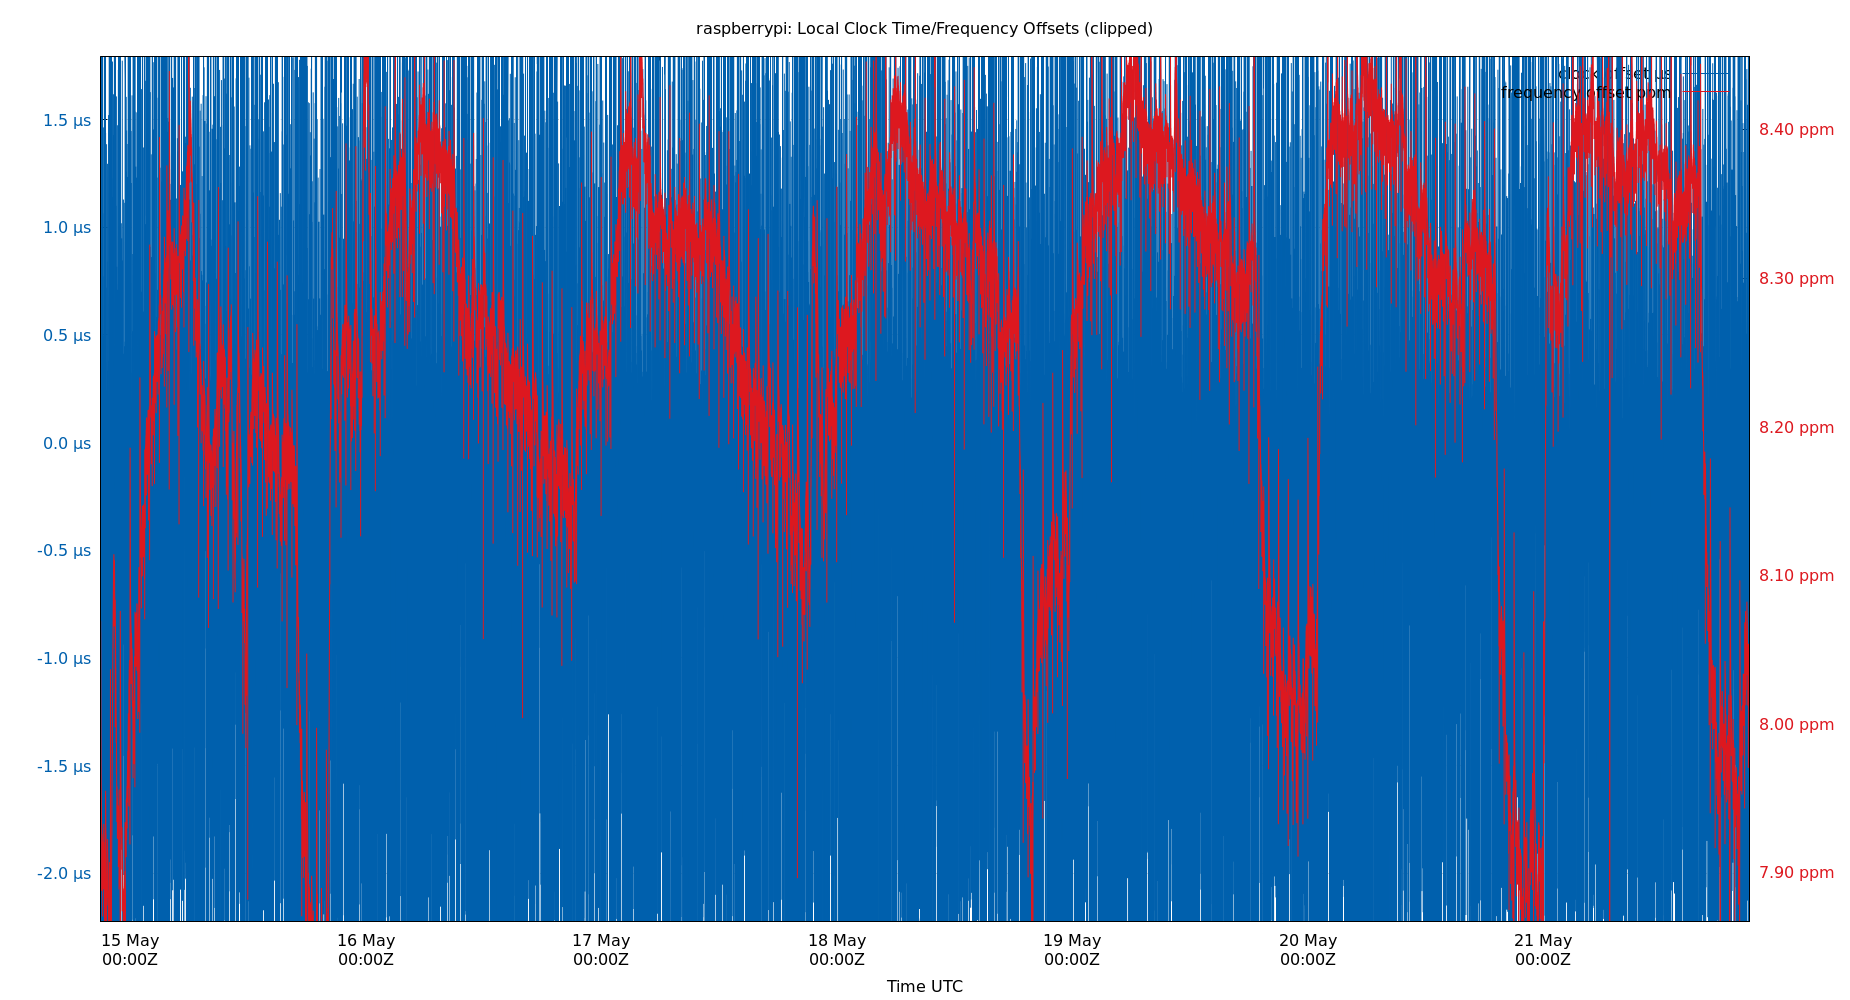 raspberrypi: Local Clock Time/Frequency Offsets (clipped)
clock offset µs
frequency offset ppm
1.5 µs
1.0 µs
0.5 µs
0.0 µs
-0.5 µs
-1.0 µs
-1.5 µs
-2.0 µs
8.40 ppm
8.30 ppm
8.20 ppm
8.10 ppm
8.00 ppm
7.90 ppm
15 May 16 May 17 May 18 May 19 May 20 May 21 May
00:00Z 00:00Z 00:00Z 00:00Z 00:00Z 00:00Z 00:00Z
Time UTC